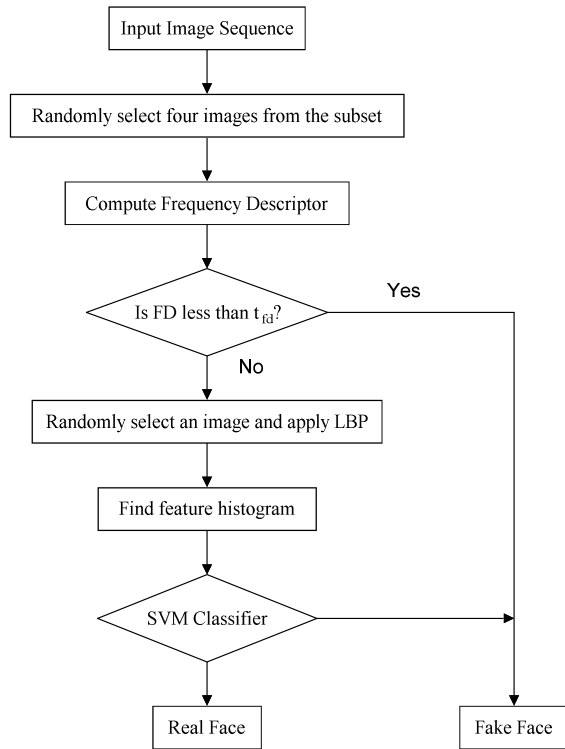 Input Image Sequence
Randomly select four images from the subset
Compute Frequency Descriptor
Is FD less than t_fd?
Yes
No
Randomly select an image and apply LBP
Find feature histogram
SVM Classifier
Real Face
Fake Face